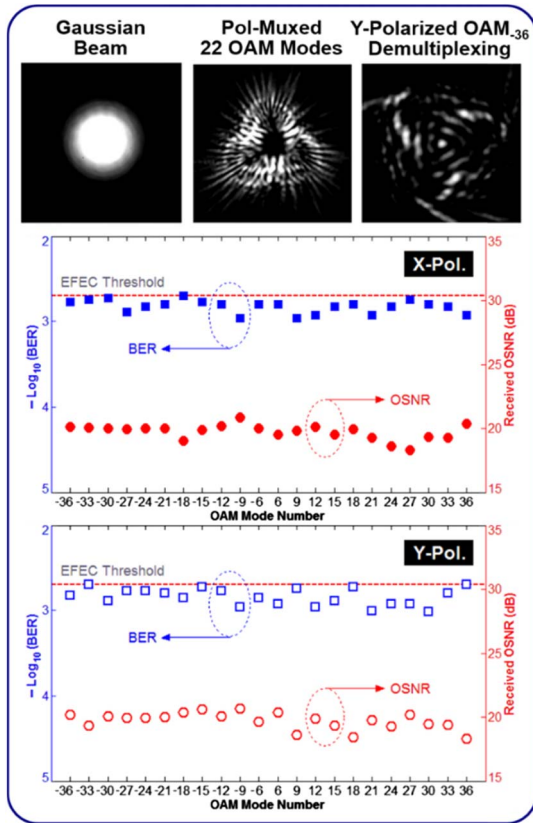 Gaussian
Beam
Pol-Muxed
22 OAM Modes
Y-Polarized OAM₋₃₆
Demultiplexing
2
35
X-Pol.
EFEC Threshold
30
3
BER
− Log₁₀ (BER)
Received OSNR (dB)
25
4
OSNR
20
5
15
-36 -33 -30 -27 -24 -21 -18 -15 -12 -9 -6 6 9 12 15 18 21 24 27 30 33 36
OAM Mode Number
2
35
Y-Pol.
EFEC Threshold
30
3
BER
− Log₁₀ (BER)
Received OSNR (dB)
25
4
OSNR
20
5
15
-36 -33 -30 -27 -24 -21 -18 -15 -12 -9 -6 6 9 12 15 18 21 24 27 30 33 36
OAM Mode Number